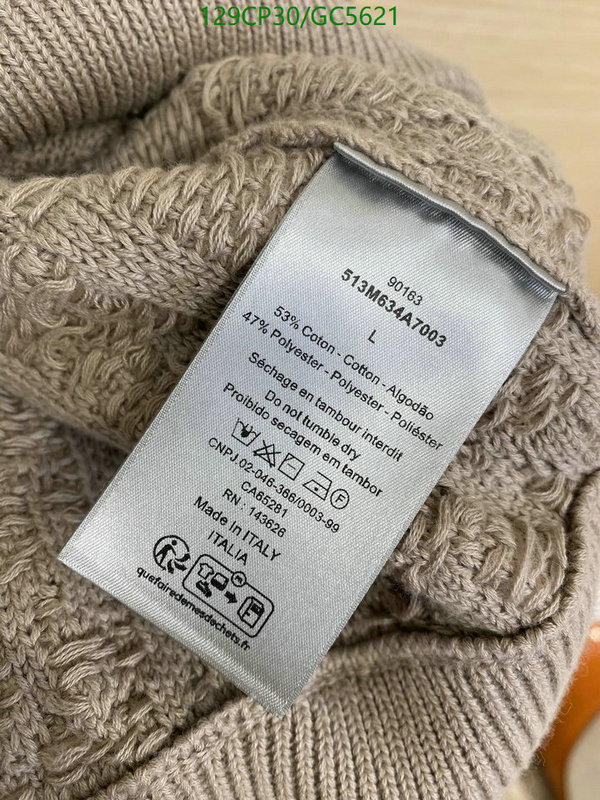 129CP30/GC5621
90163
513M634A7003
L
53% Coton - Cotton - Algodão
47% Polyester - Polyester - Poliéster
Séchage en tambour interdit
Do not tumble dry
Proibido secagem em tambor
CNPJ.02-046-366/0003-99
CA65281
RN : 143626
Made In ITALY
ITALIA
quefairedemesdechets.fr